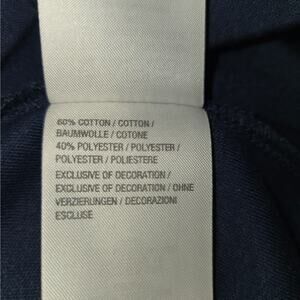 60% COTTON / COTTON /
BAUMWOLLE / COTONE
40% POLYESTER / POLYESTER /
POLYESTER / POLIESTERE
EXCLUSIVE OF DECORATION /
EXCLUSIVE OF DECORATION / OHNE
VERZIERUNGEN / DECORAZIONI
ESCLUSE